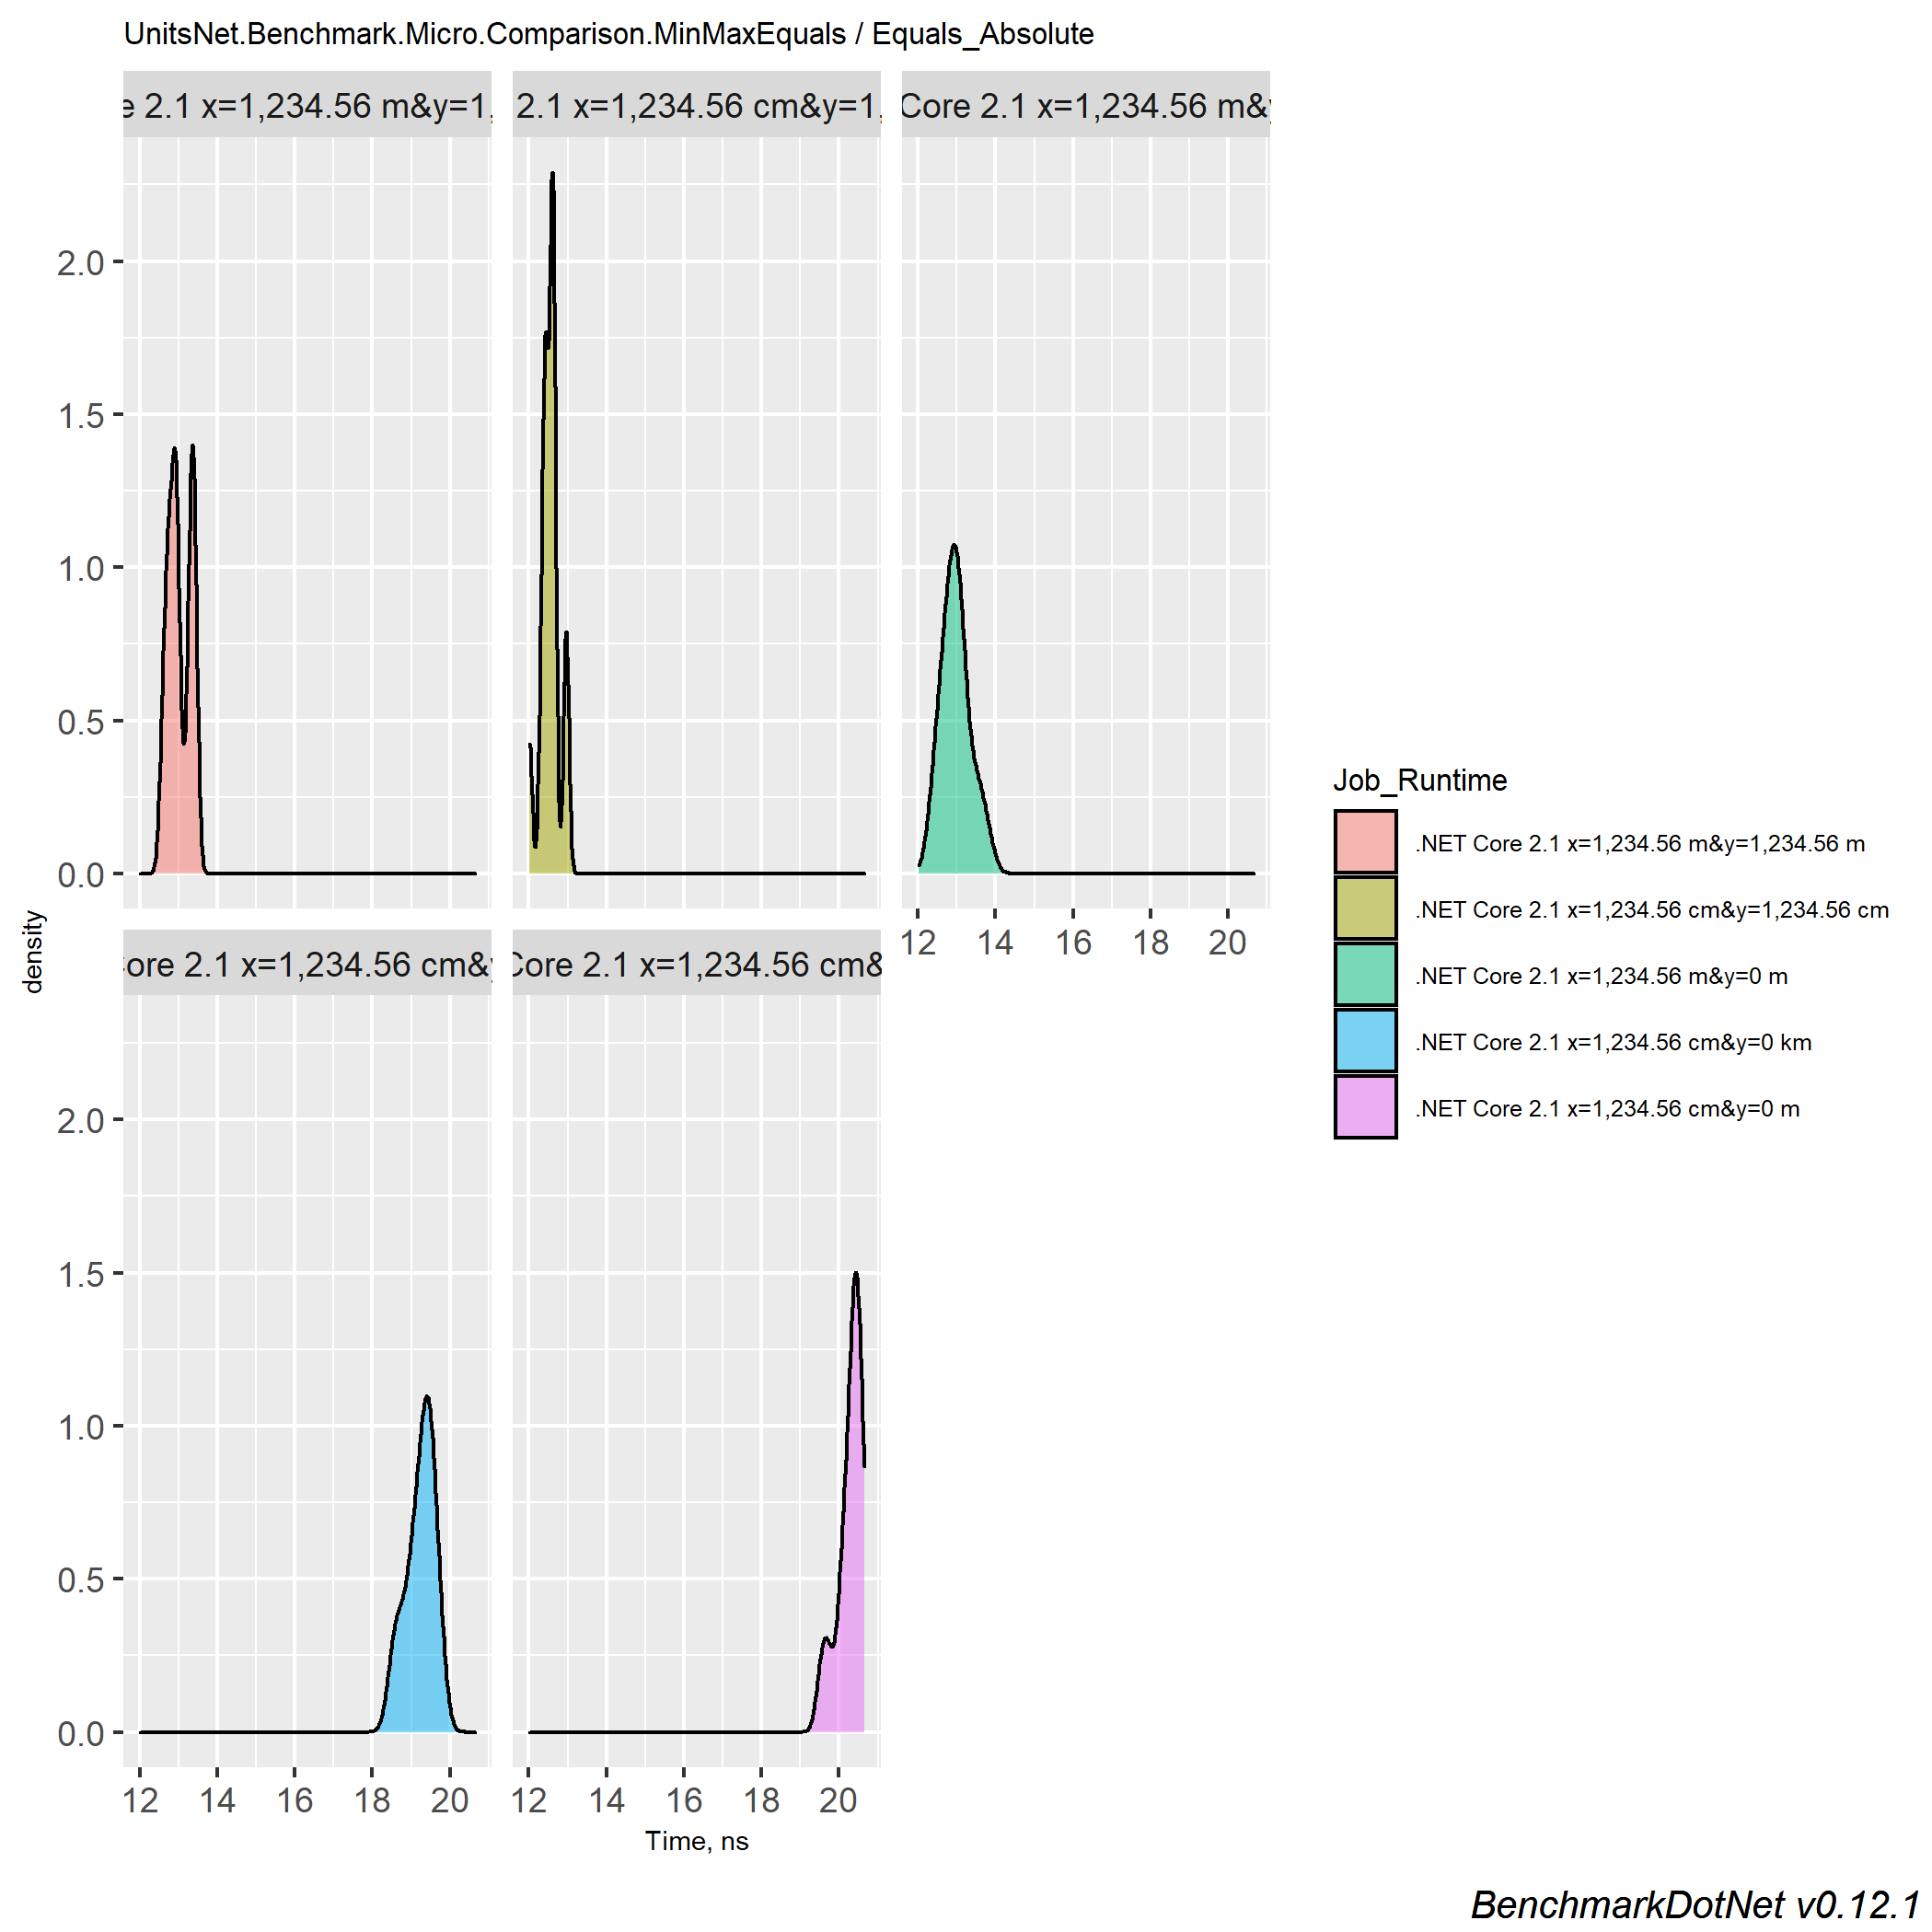 UnitsNet.Benchmark.Micro.Comparison.MinMaxEquals / Equals_Absolute
e 2.1 x=1,234.56 m&y=1, 2.1 x=1,234.56 cm&y=1, Core 2.1 x=1,234.56 m&
2.0
1.5
1.0
0.5
0.0
12 14 16 18 20
density
ore 2.1 x=1,234.56 cm& Core 2.1 x=1,234.56 cm&
2.0
1.5
1.0
0.5
0.0
12 14 16 18 20 12 14 16 18 20
Time, ns
Job_Runtime
.NET Core 2.1 x=1,234.56 m&y=1,234.56 m
.NET Core 2.1 x=1,234.56 cm&y=1,234.56 cm
.NET Core 2.1 x=1,234.56 m&y=0 m
.NET Core 2.1 x=1,234.56 cm&y=0 km
.NET Core 2.1 x=1,234.56 cm&y=0 m
BenchmarkDotNet v0.12.1